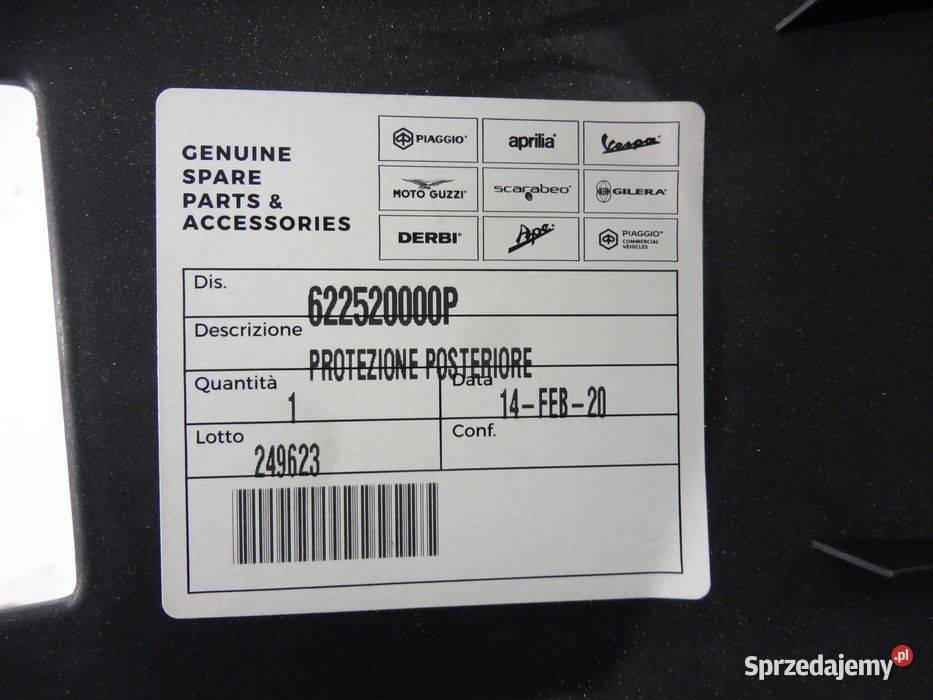 GENUINE
SPARE
PARTS &
ACCESSORIES
PIAGGIO® aprilia® Vespa®
MOTO GUZZI® scarabeo® GILERA®
DERBI® Ape® PIAGGIO®
COMMERCIAL
VEHICLES
Dis.
622520000P
Descrizione
PROTEZIONE POSTERIORE
Quantità
1
Data
14-FEB-20
Lotto
249623
Conf.
Sprzedajemy.pl